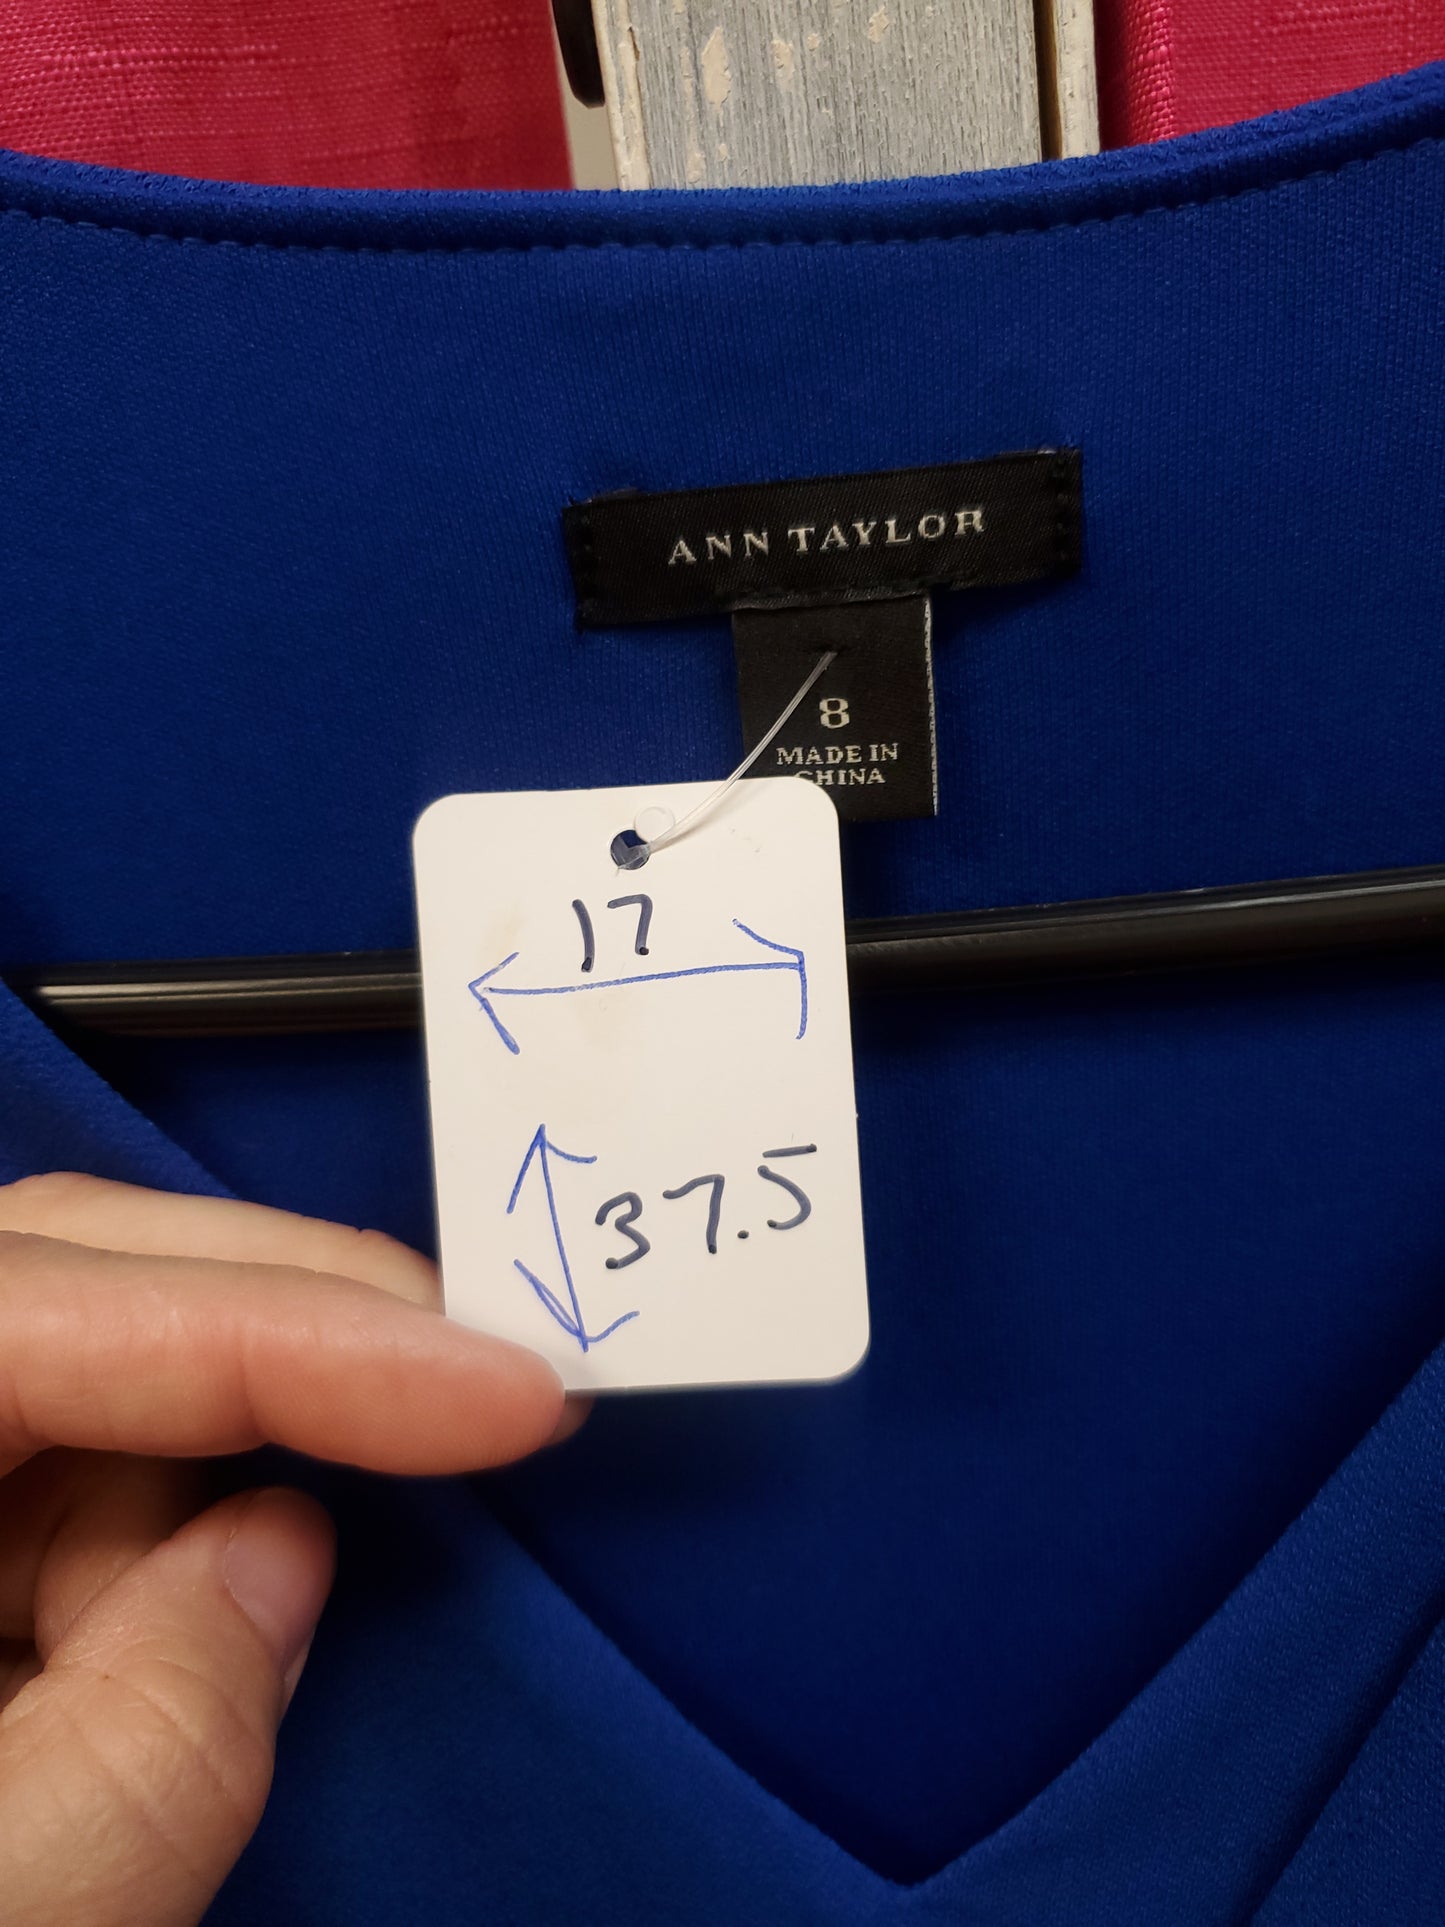 ANN TAYLOR
8
MADE IN
CHINA
17
37.5